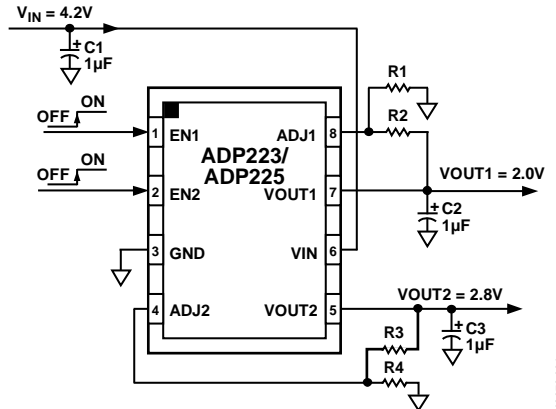 VIN = 4.2V
+
C1
1µF
R1
R2
ON
OFF
ON
OFF
1 EN1
ADJ1 8
ADP223/
ADP225
2 EN2
VOUT1 7
VOUT1 = 2.0V
+
C2
1µF
3 GND
VIN 6
4 ADJ2
VOUT2 5
VOUT2 = 2.8V
+
C3
1µF
R3
R4